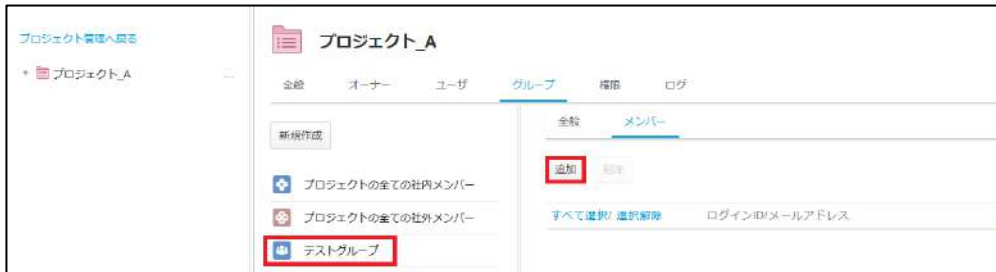 プロジェクト管理へ戻る
プロジェクト_A
...
プロジェクト_A
全般 オーナー ユーザ グループ 権限 ログ
新規作成
プロジェクトの全ての社内メンバー
プロジェクトの全ての社外メンバー
テストグループ
全般 メンバー
追加 削除
すべて選択/ 選択解除 ログインID/メールアドレス